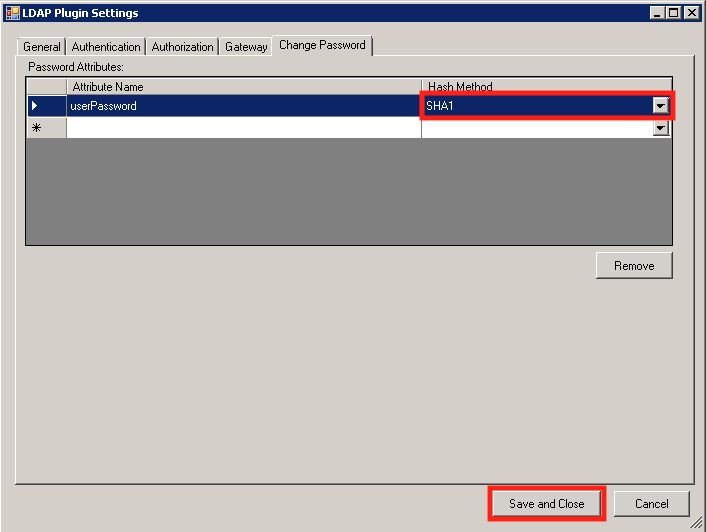 LDAP Plugin Settings
General Authentication Authorization Gateway Change Password
Password Attributes:
Attribute Name Hash Method
userPassword SHA1
Remove
Save and Close Cancel